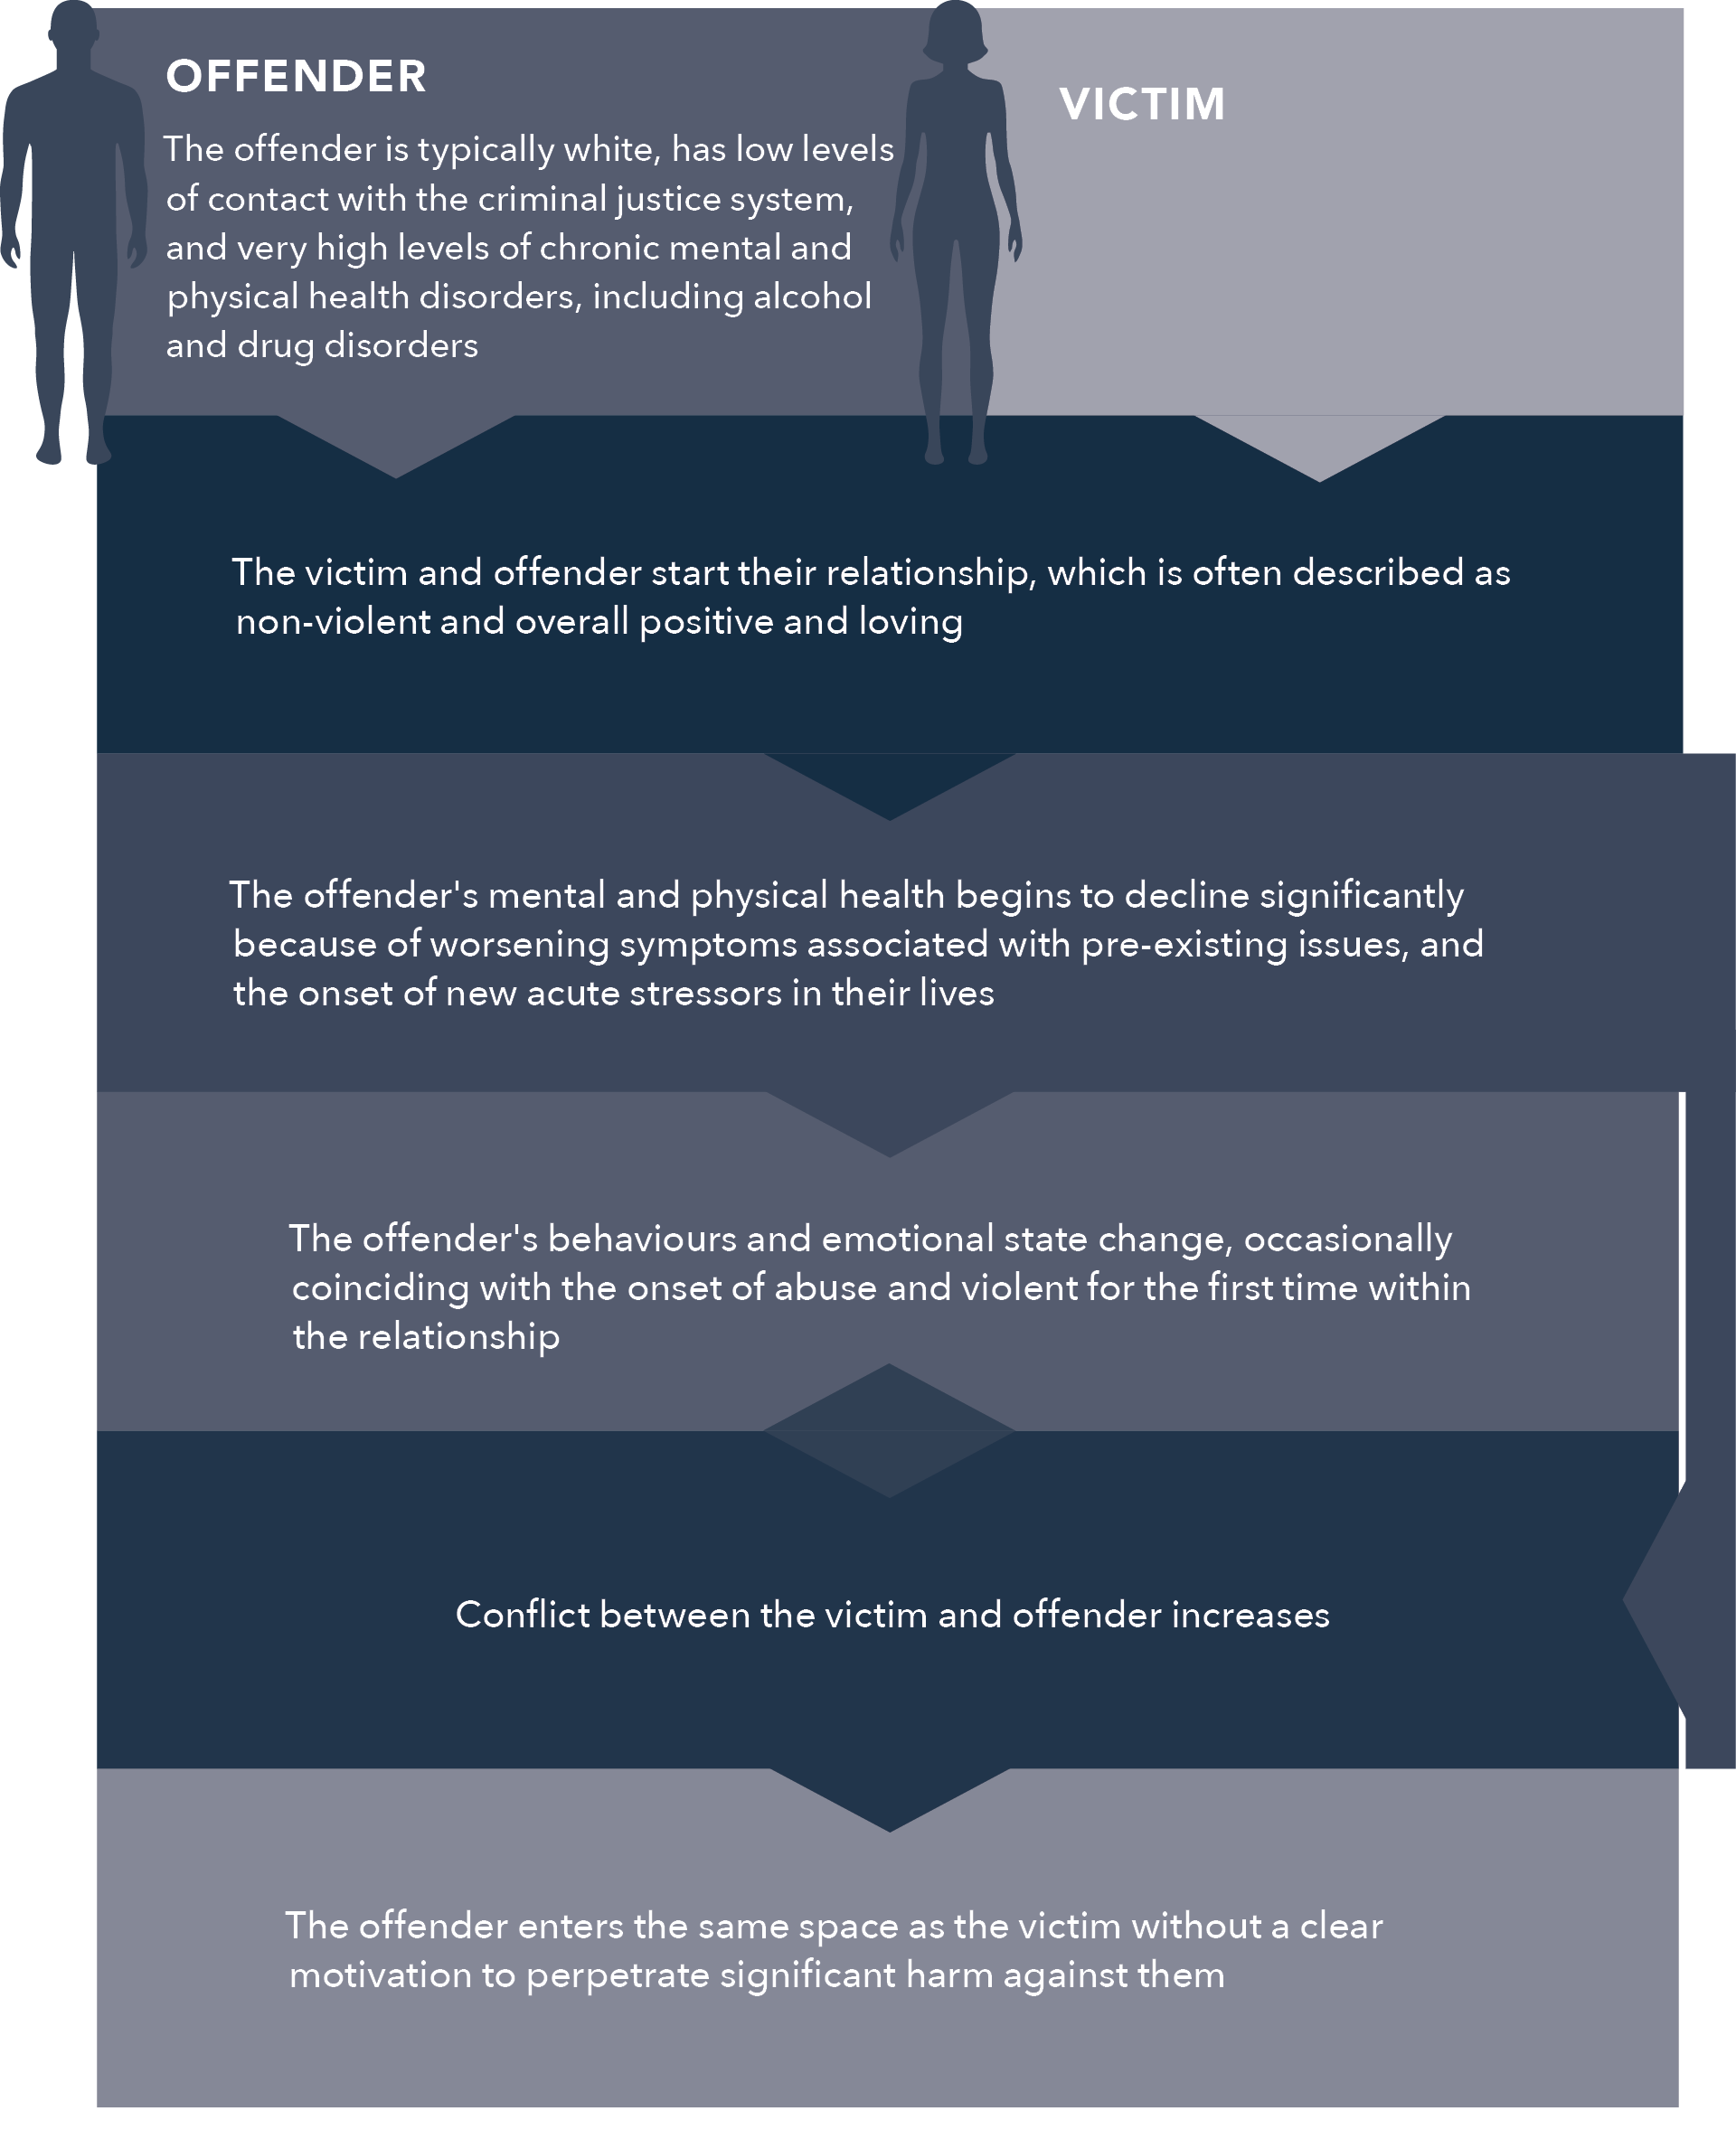 OFFENDER
The offender is typically white, has low levels
of contact with the criminal justice system,
and very high levels of chronic mental and
physical health disorders, including alcohol
and drug disorders
VICTIM
The victim and offender start their relationship, which is often described as
non-violent and overall positive and loving
The offender's mental and physical health begins to decline significantly
because of worsening symptoms associated with pre-existing issues, and
the onset of new acute stressors in their lives
The offender's behaviours and emotional state change, occasionally
coinciding with the onset of abuse and violent for the first time within
the relationship
Conflict between the victim and offender increases
The offender enters the same space as the victim without a clear
motivation to perpetrate significant harm against them